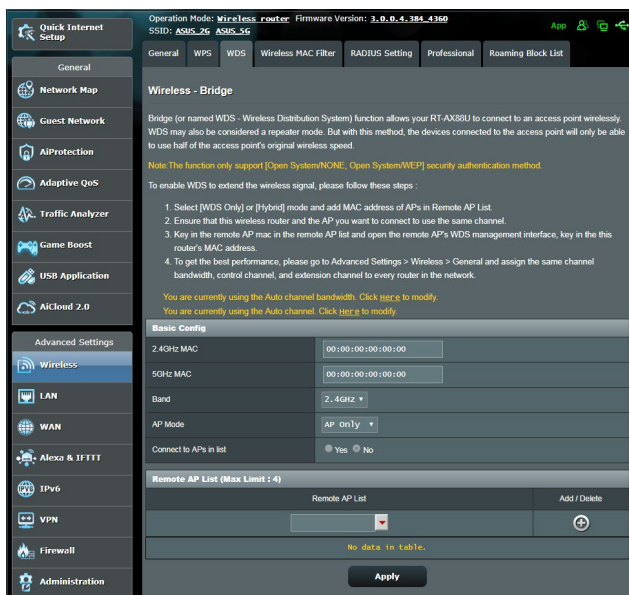 Quick Internet
Setup
General
Network Map
Guest Network
AiProtection
Adaptive QoS
Traffic Analyzer
Game Boost
USB Application
AiCloud 2.0
Advanced Settings
Wireless
LAN
WAN
Alexa & IFTTT
IPv6
VPN
Firewall
Administration
Operation Mode: Wireless router Firmware Version: 3.0.0.4.384_4360
SSID: ASUS_2G ASUS_5G
App
General WPS WDS Wireless MAC Filter RADIUS Setting Professional Roaming Block List
Wireless - Bridge
Bridge (or named WDS - Wireless Distribution System) function allows your RT-AX88U to connect to an access point wirelessly.
WDS may also be considered a repeater mode. But with this method, the devices connected to the access point will only be able
to use half of the access point's original wireless speed.
Note:The function only support [Open System/NONE, Open System/WEP] security authentication method.
To enable WDS to extend the wireless signal, please follow these steps :
1. Select [WDS Only] or [Hybrid] mode and add MAC address of APs in Remote AP List.
2. Ensure that this wireless router and the AP you want to connect to use the same channel.
3. Key in the remote AP mac in the remote AP list and open the remote AP's WDS management interface, key in the this
router's MAC address.
4. To get the best performance, please go to Advanced Settings > Wireless > General and assign the same channel
bandwidth, control channel, and extension channel to every router in the network.
You are currently using the Auto channel bandwidth. Click Here to modify.
You are currently using the Auto channel. Click Here to modify.
Basic Config
2.4GHz MAC 00:00:00:00:00:00
5GHz MAC 00:00:00:00:00:00
Band 2.4GHz
AP Mode AP Only
Connect to APs in list Yes No
Remote AP List (Max Limit : 4)
Remote AP List Add / Delete
No data in table.
Apply